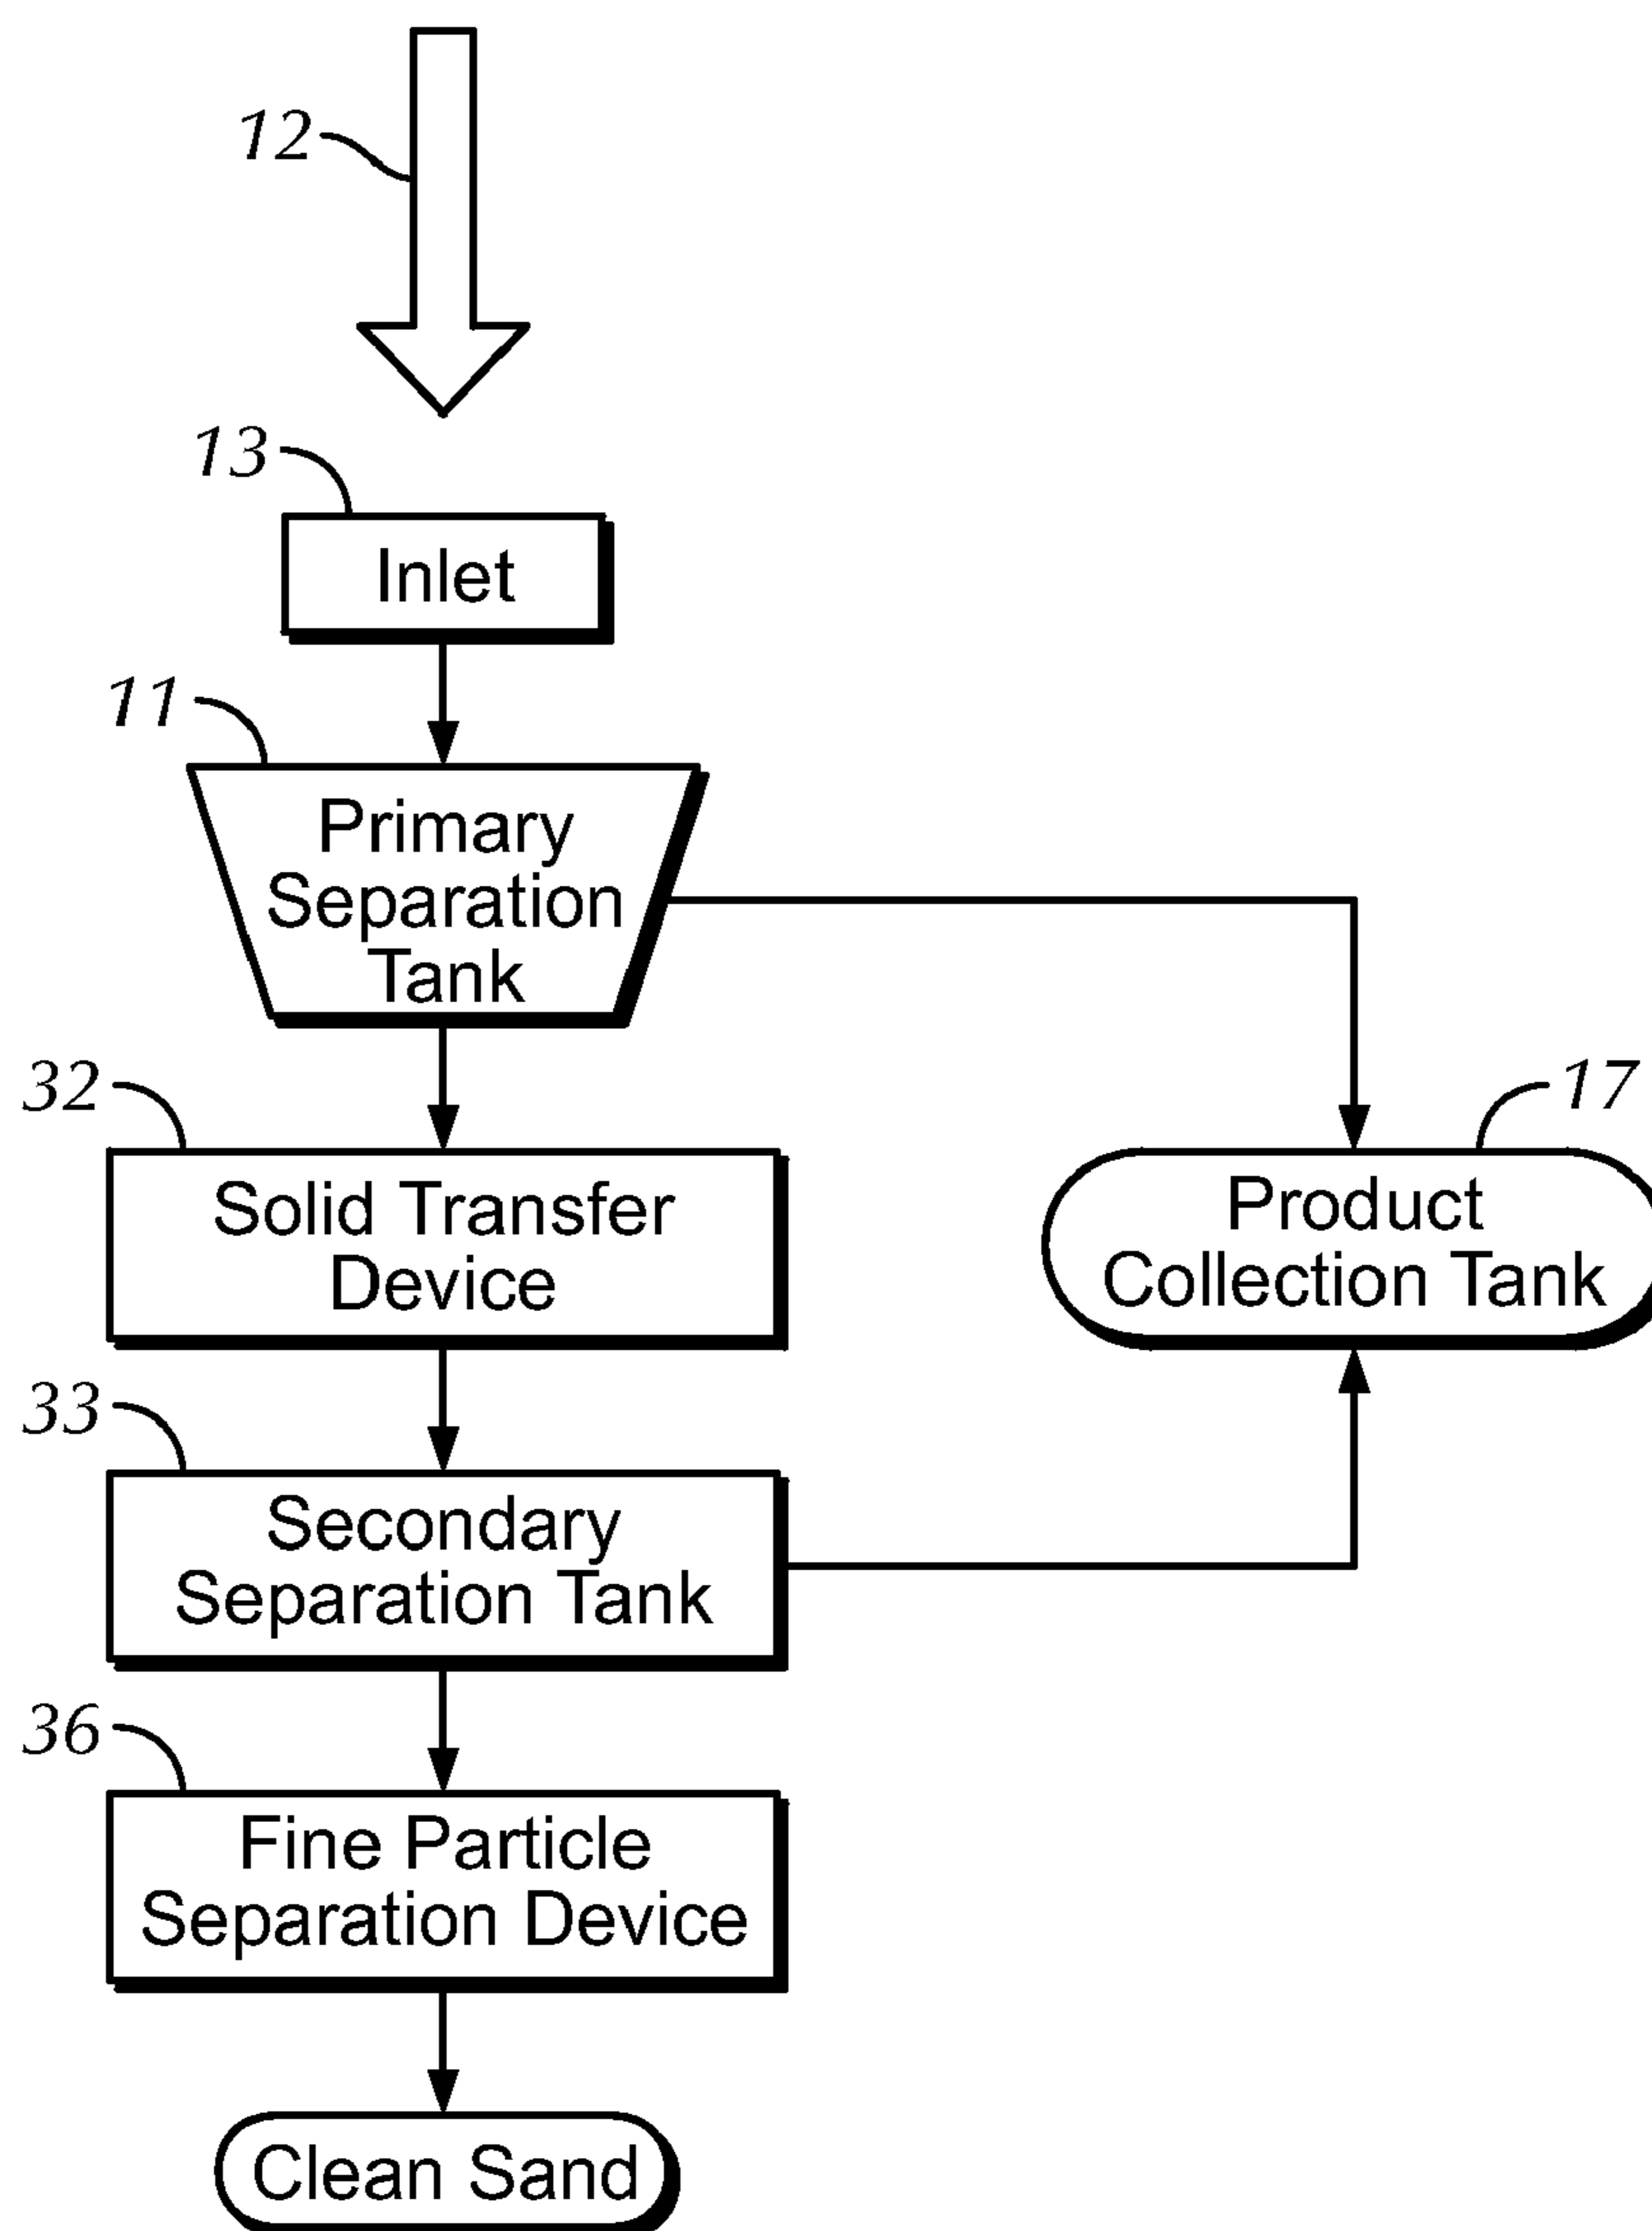 12
13
Inlet
11
Primary
Separation
Tank
32
Solid Transfer
Device
17
Product
Collection Tank
33
Secondary
Separation Tank
36
Fine Particle
Separation Device
Clean Sand